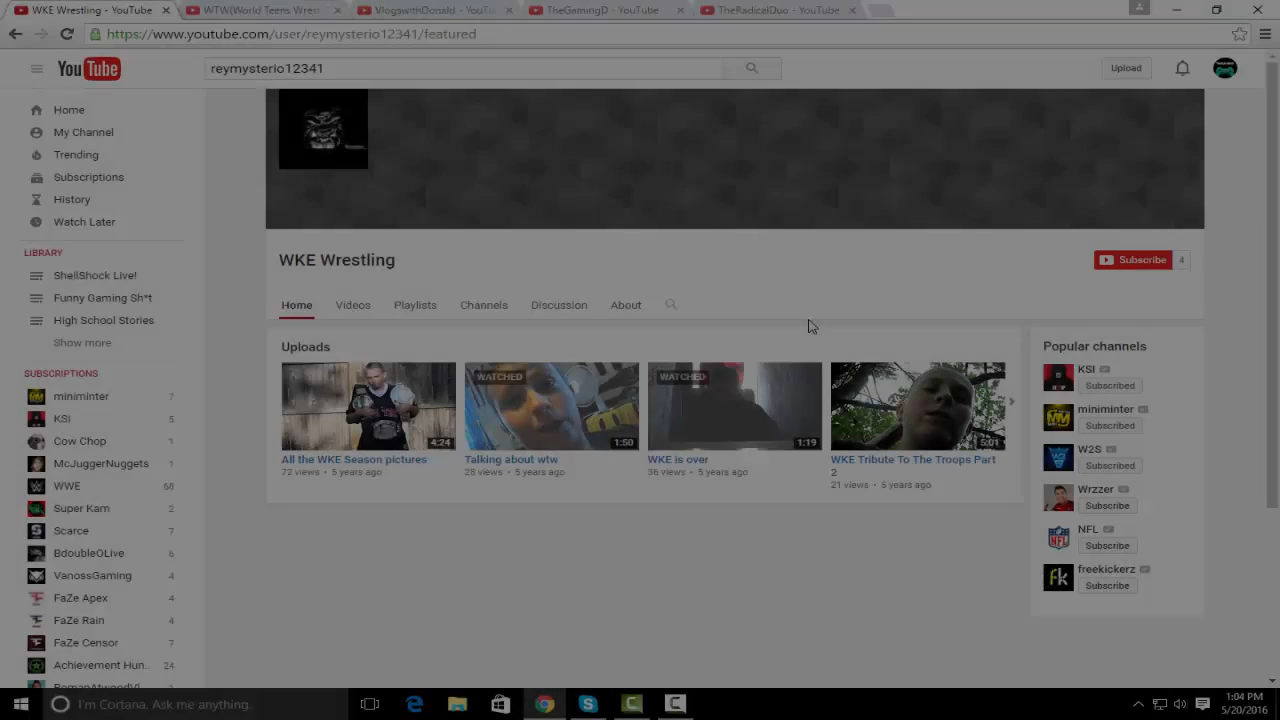 WKE Wrestling - YouTube
WTW(World Teens Wrest
VlogswithDonald - YouTu
TheGamingD - YouTube
TheRadicalDuo - YouTube
https://www.youtube.com/user/reymysterio12341/featured
YouTube
reymysterio12341
Upload
Home
My Channel
Trending
Subscriptions
History
Watch Later
LIBRARY
ShellShock Live!
Funny Gaming Sh*t
High School Stories
Show more
SUBSCRIPTIONS
miniminter 7
KSI 5
Cow Chop 1
McJuggerNuggets 1
WWE 68
Super Kam 2
Scarce 7
BdoubleOLive 6
VanossGaming 4
FaZe Apex 4
FaZe Rain 4
FaZe Censor 7
Achievement Hun.. 24
RomanAtwoodVl..
WKE Wrestling
Subscribe 4
Home Videos Playlists Channels Discussion About
Uploads
4:24
All the WKE Season pictures
72 views • 5 years ago
WATCHED
1:50
Talking about wtw
28 views • 5 years ago
WATCHED
1:19
WKE is over
36 views • 5 years ago
5:01
WKE Tribute To The Troops Part
2
21 views • 5 years ago
Popular channels
KSI
Subscribed
miniminter
Subscribed
W2S
Subscribed
Wrzzer
Subscribe
NFL
Subscribe
freekickerz
Subscribe
I'm Cortana. Ask me anything.
1:04 PM
5/20/2016